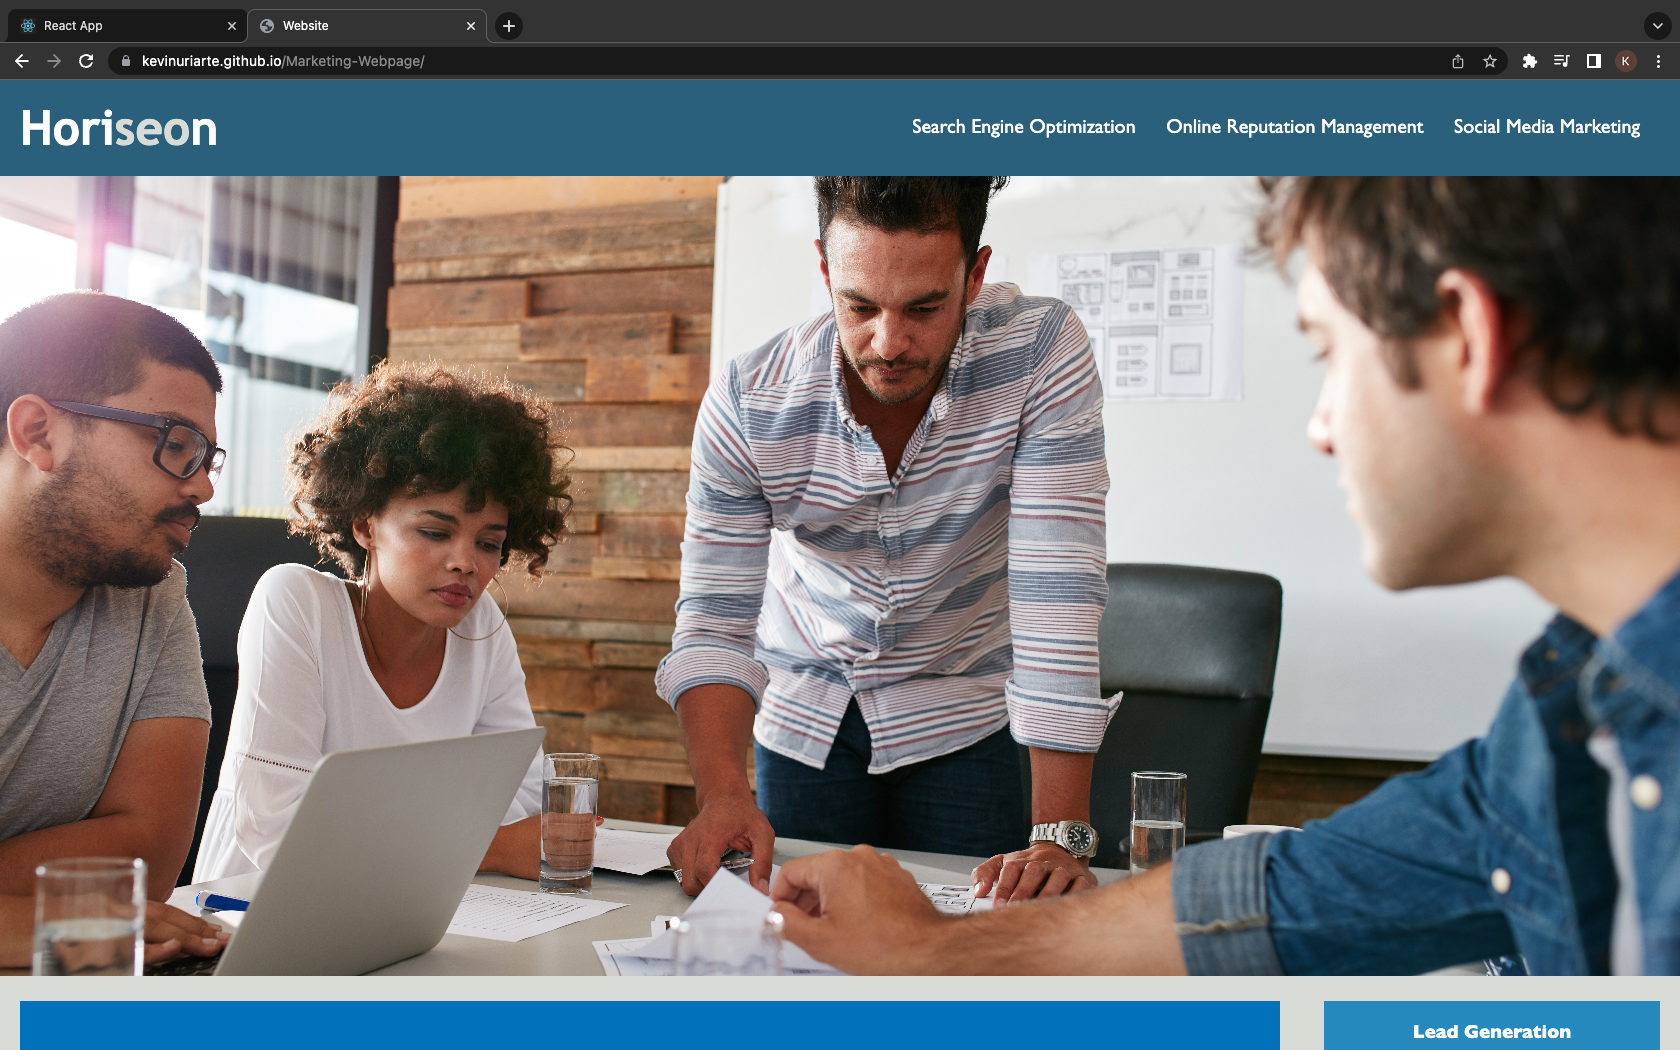 React App
Website
kevinuriarte.github.io/Marketing-Webpage/
K
Horiseon
Search Engine Optimization
Online Reputation Management
Social Media Marketing
Lead Generation